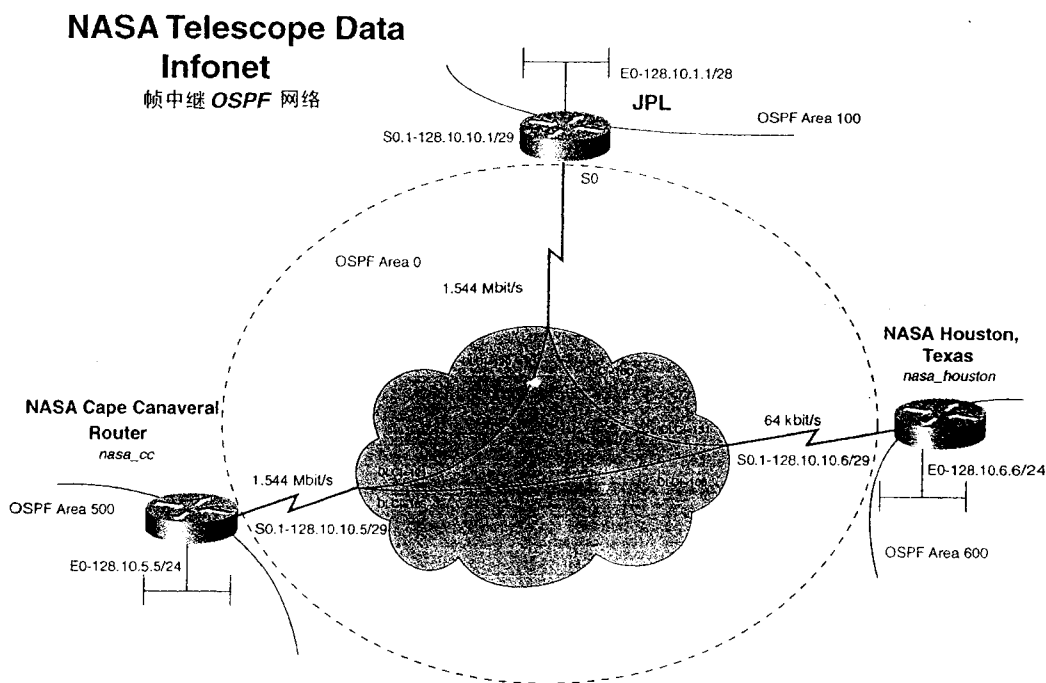 NASA Telescope Data
Infonet
帧中继 OSPF 网络
E0-128.10.1.1/28
JPL
OSPF Area 100
S0.1-128.10.10.1/29
S0
OSPF Area 0
1.544 Mbit/s
NASA Houston,
Texas
nasa_houston
NASA Cape Canaveral
Router
nasa_cc
64 kbit/s
S0.1-128.10.10.6/29
E0-128.10.6.6/24
1.544 Mbit/s
OSPF Area 500
S0.1-128.10.10.5/29
E0-128.10.5.5/24
OSPF Area 600